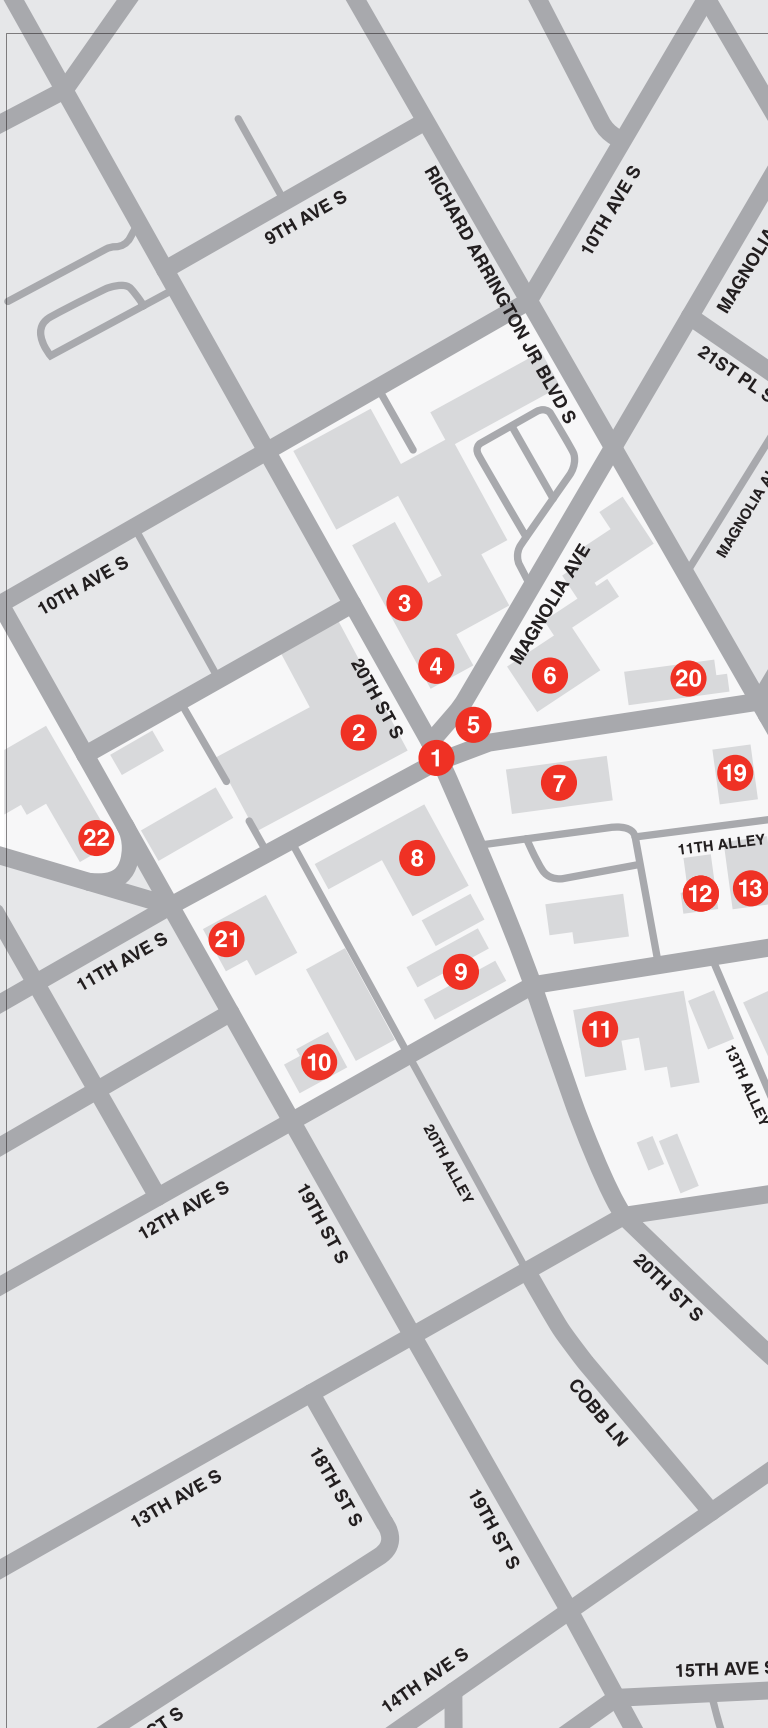 9TH AVE S
RICHARD ARRINGTON JR BLVD S
10TH AVE S
MAGNOLIA
21ST PL S
MAGNOLIA
10TH AVE S
MAGNOLIA AVE
3
4
6
20
20TH ST S
2
5
1
7
19
22
8
11TH ALLEY
12
13
21
11TH AVE S
9
11
10
13TH ALLEY
20TH ALLEY
12TH AVE S
19TH ST S
20TH ST S
COBB LN
13TH AVE S
18TH ST S
19TH ST S
14TH AVE S
15TH AVE S
ST S